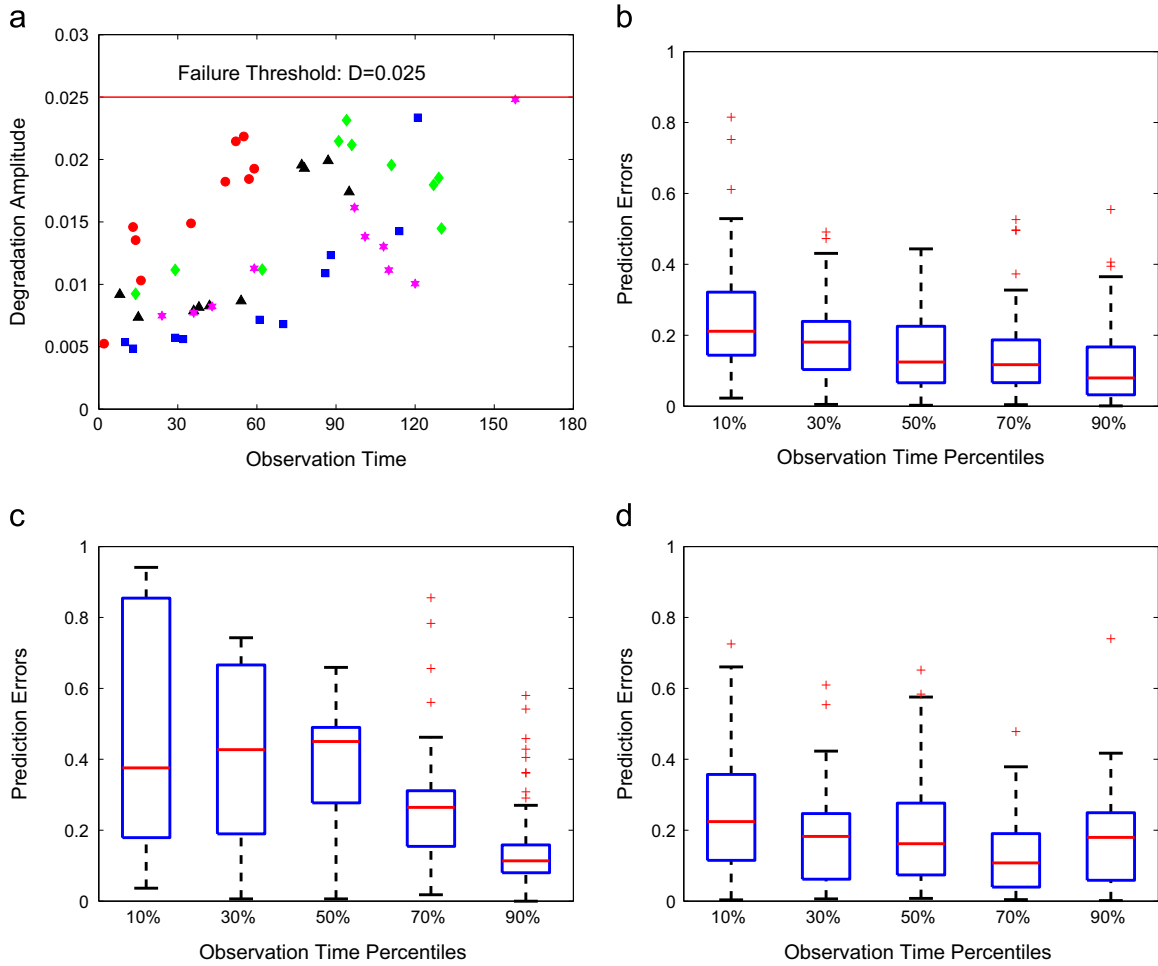 a
0.03
0.025
0.02
0.015
0.01
0.005
0
Failure Threshold: D=0.025
Degradation Amplitude
0 30 60 90 120 150 180
Observation Time
b
1
0.8
0.6
0.4
0.2
0
Prediction Errors
10% 30% 50% 70% 90%
Observation Time Percentiles
c
1
0.8
0.6
0.4
0.2
0
Prediction Errors
10% 30% 50% 70% 90%
Observation Time Percentiles
d
1
0.8
0.6
0.4
0.2
0
Prediction Errors
10% 30% 50% 70% 90%
Observation Time Percentiles